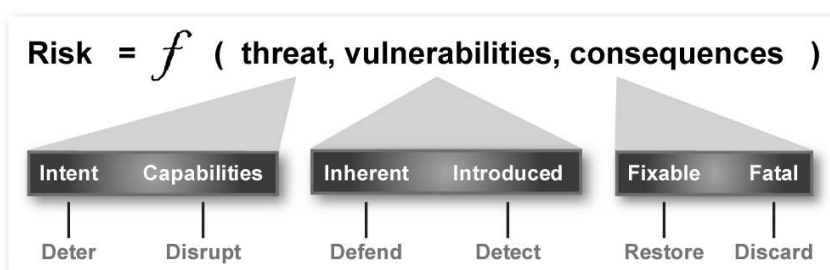 Risk = f ( threat, vulnerabilities, consequences )
Intent Capabilities Inherent Introduced Fixable Fatal
Deter Disrupt Defend Detect Restore Discard